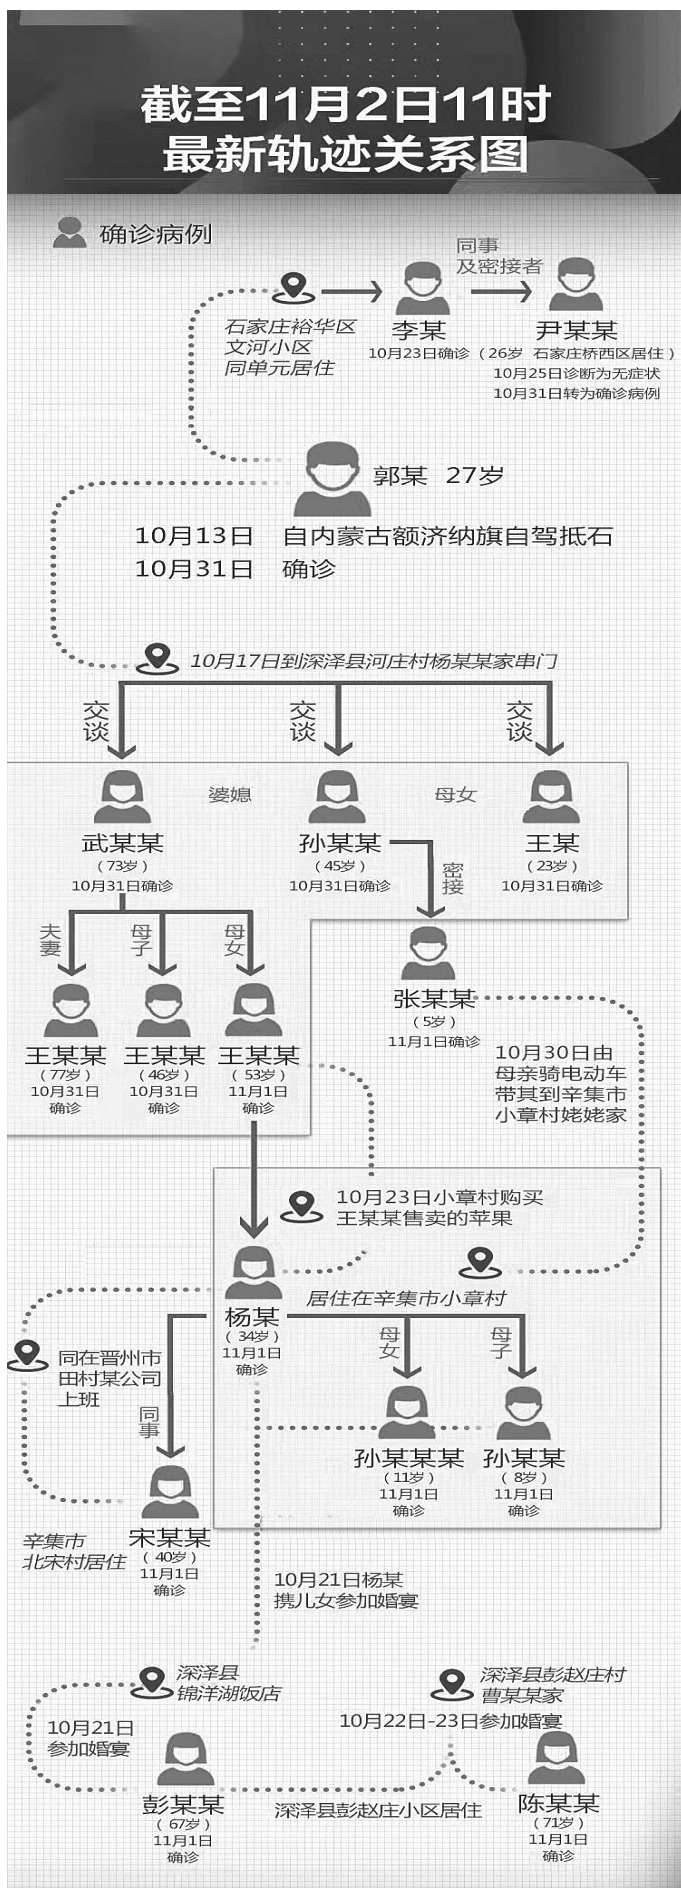 截至11月2日11时
最新轨迹关系图
确诊病例
同事
及密接者
石家庄裕华区
文河小区
同单元居住
李某
10月23日确诊
尹某某
（26岁 石家庄桥西区居住）
10月25日诊断为无症状
10月31日转为确诊病例
郭某 27岁
10月13日 自内蒙古额济纳旗自驾抵石
10月31日 确诊
10月17日到深泽县河庄村杨某某家串门
交谈
交谈
交谈
婆媳
母女
武某某
（73岁）
10月31日确诊
孙某某
（45岁）
10月31日确诊
王某
（23岁）
10月31日确诊
密接
夫妻
母子
母女
张某某
（5岁）
11月1日确诊
王某某
（77岁）
10月31日
确诊
王某某
（46岁）
10月31日
确诊
王某某
（53岁）
11月1日
确诊
10月30日由
母亲骑电动车
带其到辛集市
小章村姥姥家
10月23日小章村购买
王某某售卖的苹果
居住在辛集市小章村
杨某
（34岁）
11月1日
确诊
母女
母子
同在晋州市
田村某公司
上班
同事
孙某某某
（11岁）
11月1日
确诊
孙某某
（8岁）
11月1日
确诊
辛集市
北宋村居住
宋某某
（40岁）
11月1日
确诊
10月21日杨某
携儿女参加婚宴
深泽县
锦洋湖饭店
深泽县彭赵庄村
曹某某家
10月21日
参加婚宴
10月22日-23日参加婚宴
彭某某
（67岁）
11月1日
确诊
深泽县彭赵庄小区居住
陈某某
（71岁）
11月1日
确诊